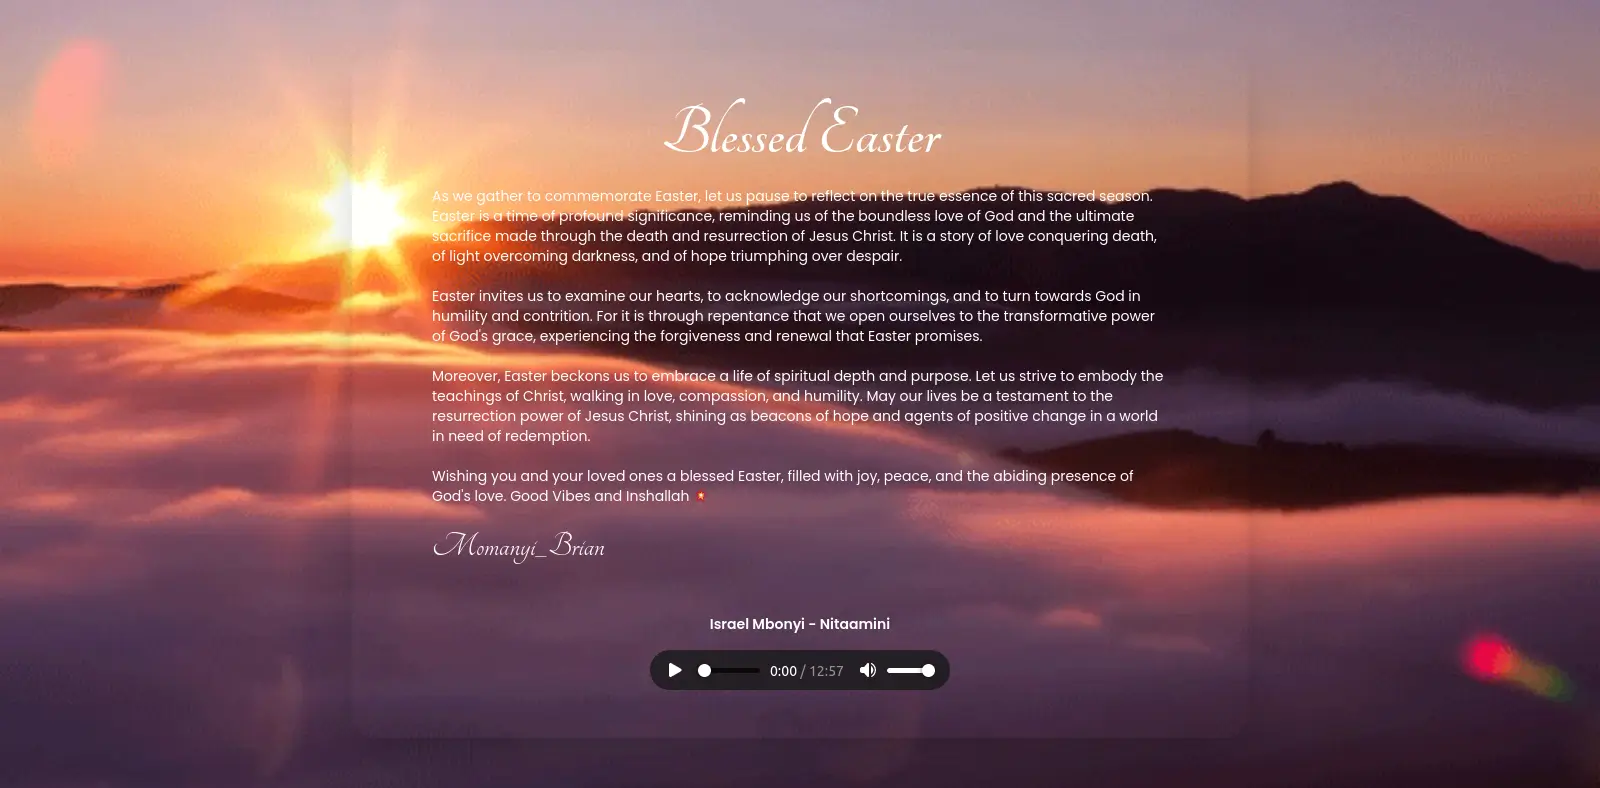 Blessed Easter
As we gather to commemorate Easter, let us pause to reflect on the true essence of this sacred season.
Easter is a time of profound significance, reminding us of the boundless love of God and the ultimate
sacrifice made through the death and resurrection of Jesus Christ. It is a story of love conquering death,
of light overcoming darkness, and of hope triumphing over despair.
Easter invites us to examine our hearts, to acknowledge our shortcomings, and to turn towards God in
humility and contrition. For it is through repentance that we open ourselves to the transformative power
of God's grace, experiencing the forgiveness and renewal that Easter promises.
Moreover, Easter beckons us to embrace a life of spiritual depth and purpose. Let us strive to embody the
teachings of Christ, walking in love, compassion, and humility. May our lives be a testament to the
resurrection power of Jesus Christ, shining as beacons of hope and agents of positive change in a world
in need of redemption.
Wishing you and your loved ones a blessed Easter, filled with joy, peace, and the abiding presence of
God's love. Good Vibes and Inshallah
Momanyi_Brian
Israel Mbonyi - Nitaamini
0:00 / 12:57